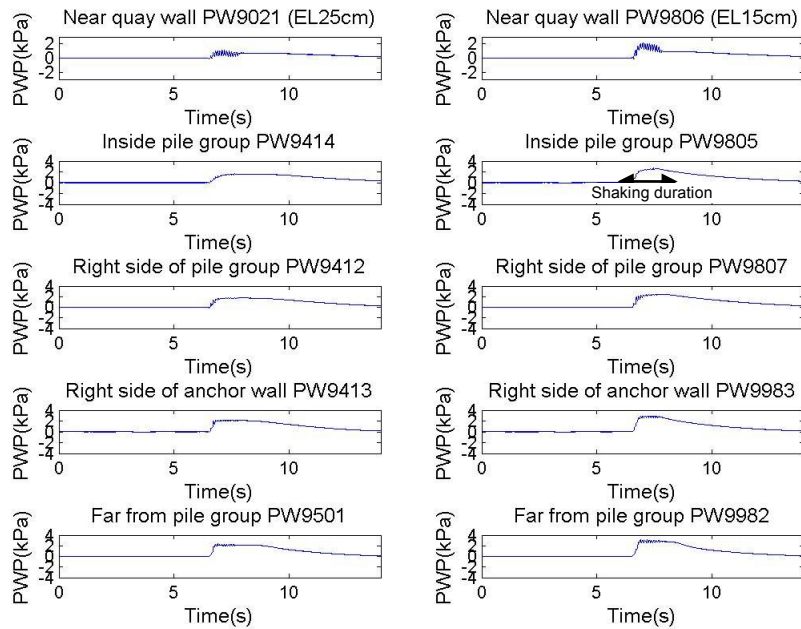 Near quay wall PW9021 (EL25cm)
PWP(kPa)
2
0
-2
0 5 10
Time(s)
Near quay wall PW9806 (EL15cm)
PWP(kPa)
2
0
-2
0 5 10
Time(s)
Inside pile group PW9414
PWP(kPa)
4
2
0
-2
-4
0 5 10
Time(s)
Inside pile group PW9805
PWP(kPa)
4
2
0
-2
-4
Shaking duration
0 5 10
Time(s)
Right side of pile group PW9412
PWP(kPa)
4
2
0
-2
-4
0 5 10
Time(s)
Right side of pile group PW9807
PWP(kPa)
4
2
0
-2
-4
0 5 10
Time(s)
Right side of anchor wall PW9413
PWP(kPa)
4
2
0
-2
-4
0 5 10
Time(s)
Right side of anchor wall PW9983
PWP(kPa)
4
2
0
-2
-4
0 5 10
Time(s)
Far from pile group PW9501
PWP(kPa)
4
2
0
-2
-4
0 5 10
Time(s)
Far from pile group PW9982
PWP(kPa)
4
2
0
-2
-4
0 5 10
Time(s)